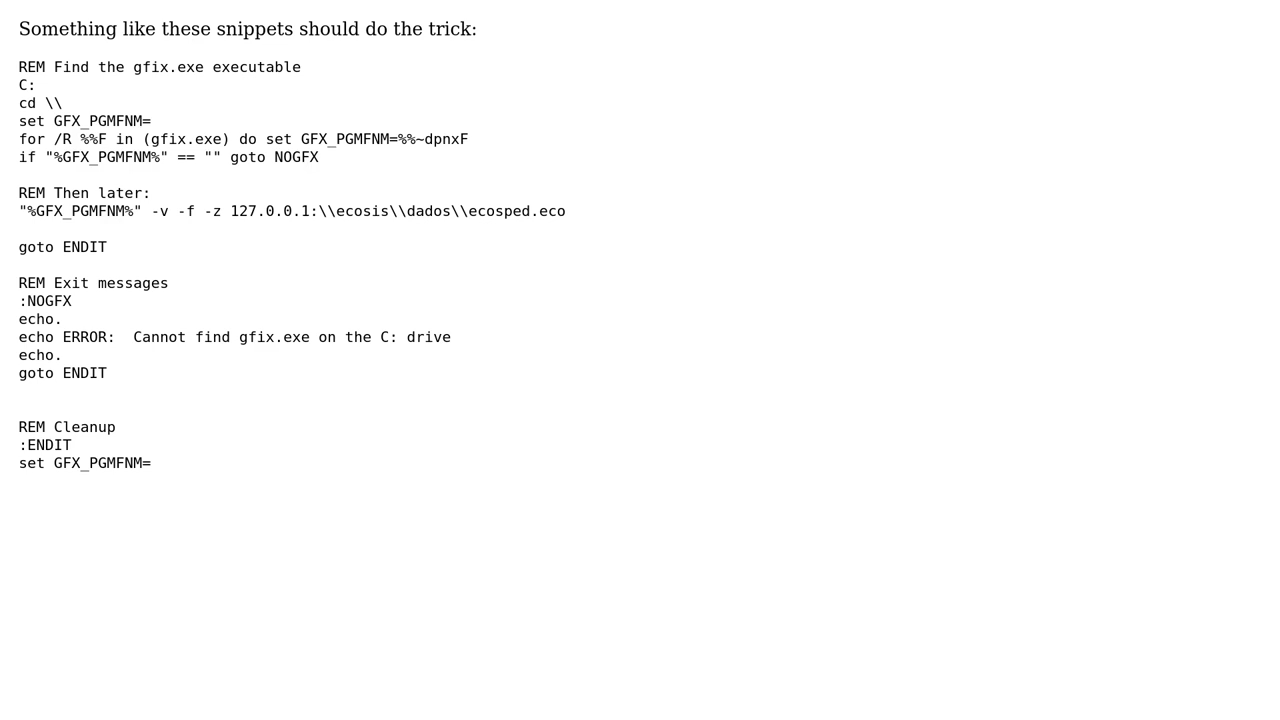 Something like these snippets should do the trick:
REM Find the gfix.exe executable
C:
cd \\
set GFX_PGMFNM=
for /R %%F in (gfix.exe) do set GFX_PGMFNM=%%~dpnxF
if "%GFX_PGMFNM%" == "" goto NOGFX
REM Then later:
"%GFX_PGMFNM%" -v -f -z 127.0.0.1:\\ecosis\\dados\\ecosped.eco
goto ENDIT
REM Exit messages
:NOGFX
echo.
echo ERROR:  Cannot find gfix.exe on the C: drive
echo.
goto ENDIT
REM Cleanup
:ENDIT
set GFX_PGMFNM=